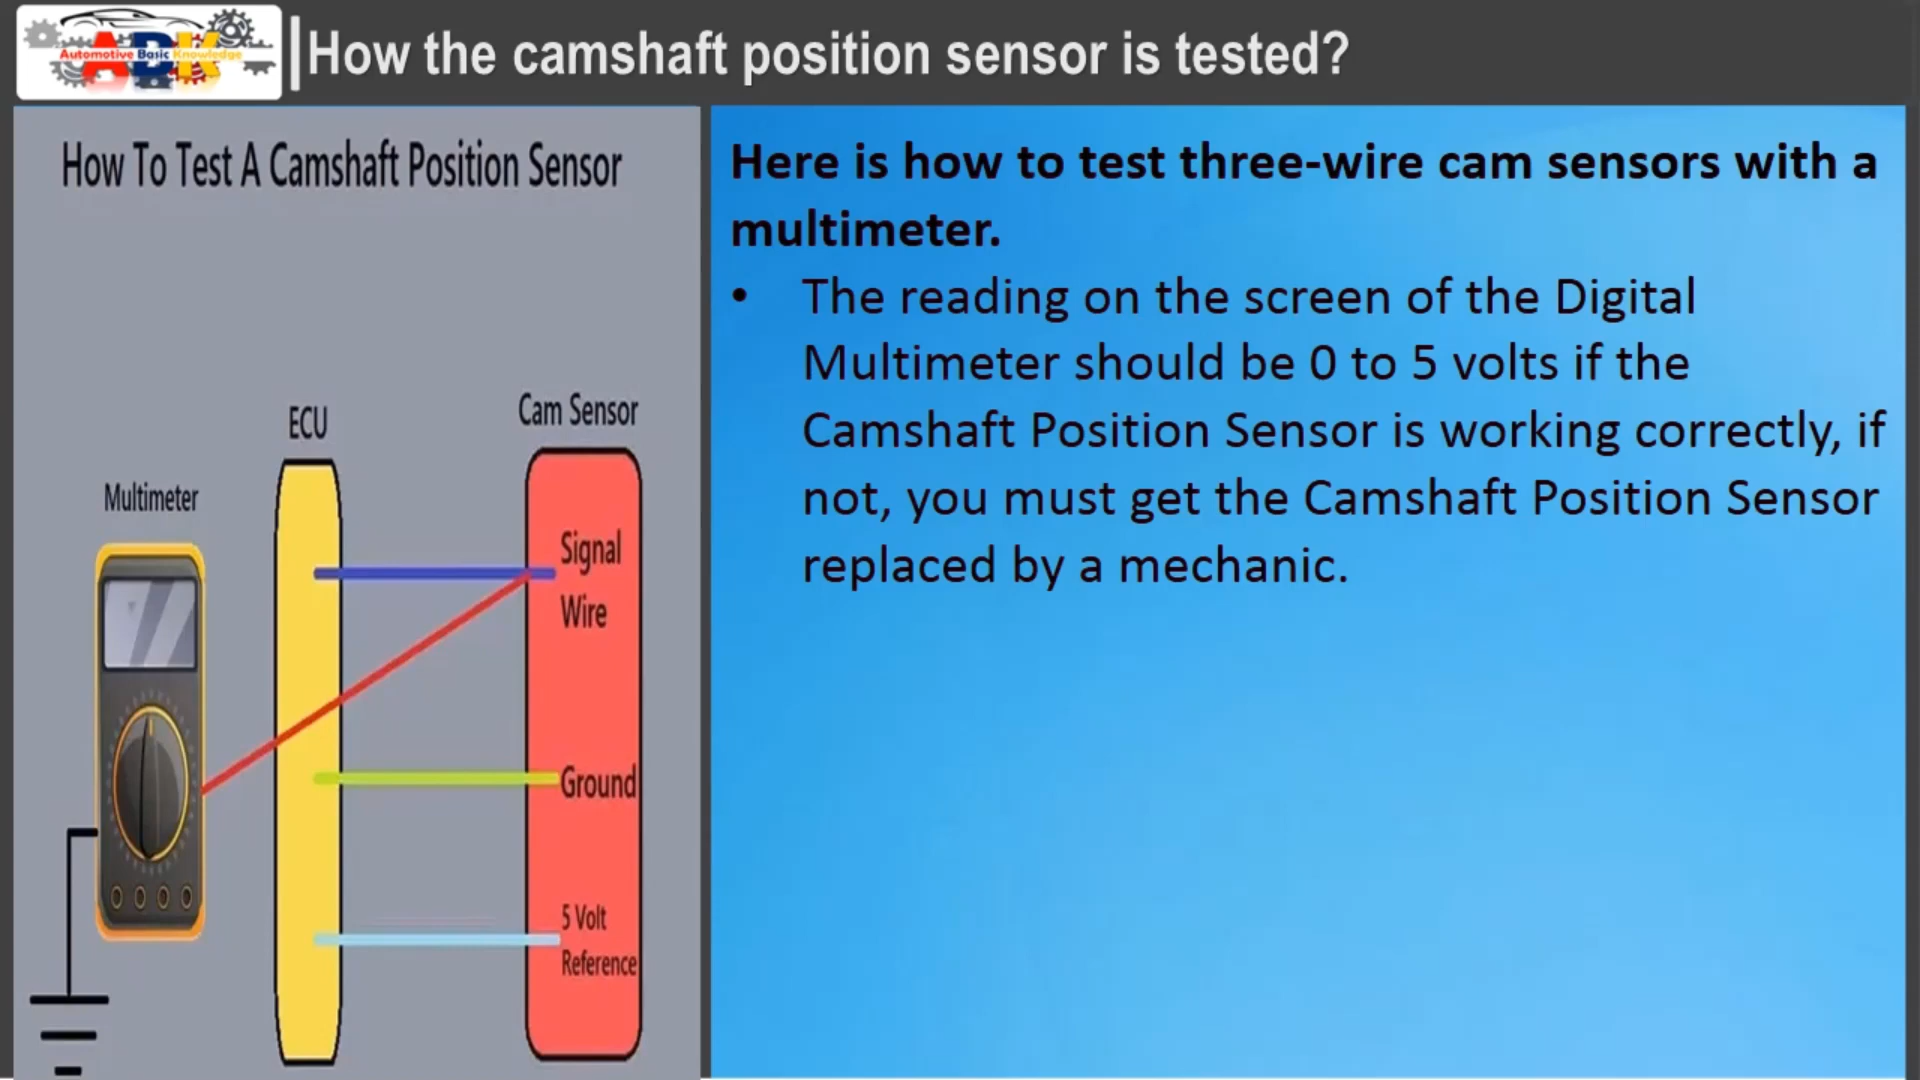 ABK
Automotive Basic Knowledge
How the camshaft position sensor is tested?
How To Test A Camshaft Position Sensor
ECU
Cam Sensor
Multimeter
Signal
Wire
Ground
5 Volt
Reference
Here is how to test three-wire cam sensors with a
multimeter.
• The reading on the screen of the Digital
Multimeter should be 0 to 5 volts if the
Camshaft Position Sensor is working correctly, if
not, you must get the Camshaft Position Sensor
replaced by a mechanic.